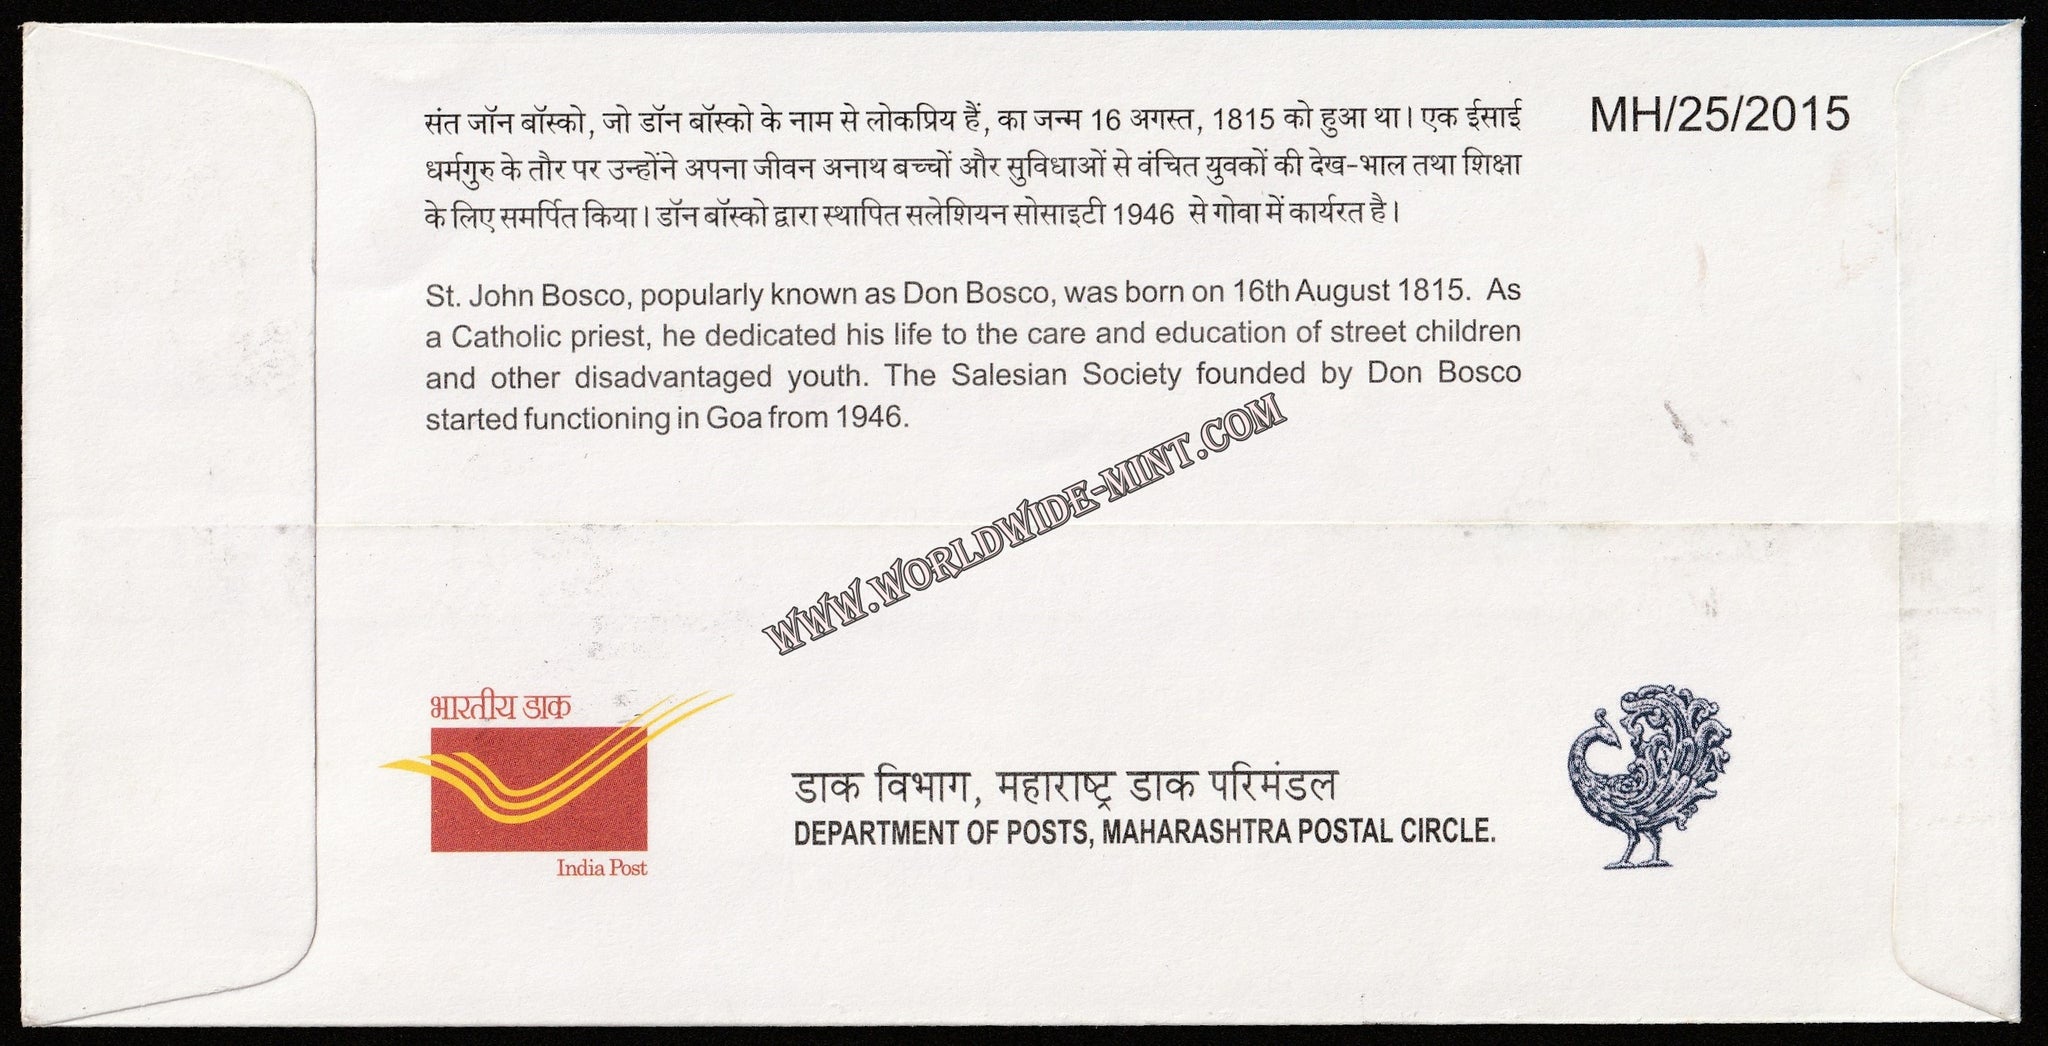 संत जॉन बॉस्को, जो डॉन बॉस्को के नाम से लोकप्रिय हैं, का जन्म 16 अगस्त, 1815 को हुआ था। एक ईसाई
धर्मगुरु के तौर पर उन्होंने अपना जीवन अनाथ बच्चों और सुविधाओं से वंचित युवकों की देख-भाल तथा शिक्षा
के लिए समर्पित किया। डॉन बॉस्को द्वारा स्थापित सलेशियन सोसाइटी 1946 से गोवा में कार्यरत है।
MH/25/2015
St. John Bosco, popularly known as Don Bosco, was born on 16th August 1815. As
a Catholic priest, he dedicated his life to the care and education of street children
and other disadvantaged youth. The Salesian Society founded by Don Bosco
started functioning in Goa from 1946.
WWW.WORLDWIDE-MINT.COM
भारतीय डाक
India Post
डाक विभाग, महाराष्ट्र डाक परिमंडल
DEPARTMENT OF POSTS, MAHARASHTRA POSTAL CIRCLE.